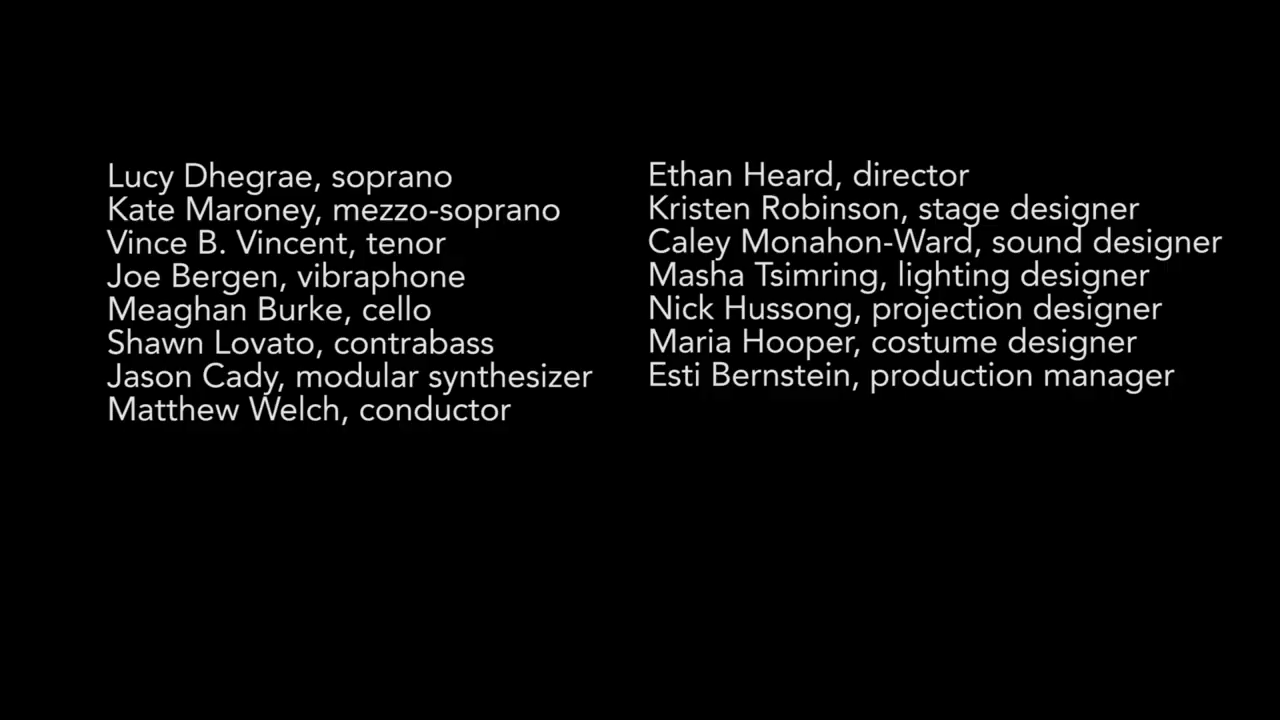 Lucy Dhegrae, soprano
Kate Maroney, mezzo-soprano
Vince B. Vincent, tenor
Joe Bergen, vibraphone
Meaghan Burke, cello
Shawn Lovato, contrabass
Jason Cady, modular synthesizer
Matthew Welch, conductor
Ethan Heard, director
Kristen Robinson, stage designer
Caley Monahon-Ward, sound designer
Masha Tsimring, lighting designer
Nick Hussong, projection designer
Maria Hooper, costume designer
Esti Bernstein, production manager